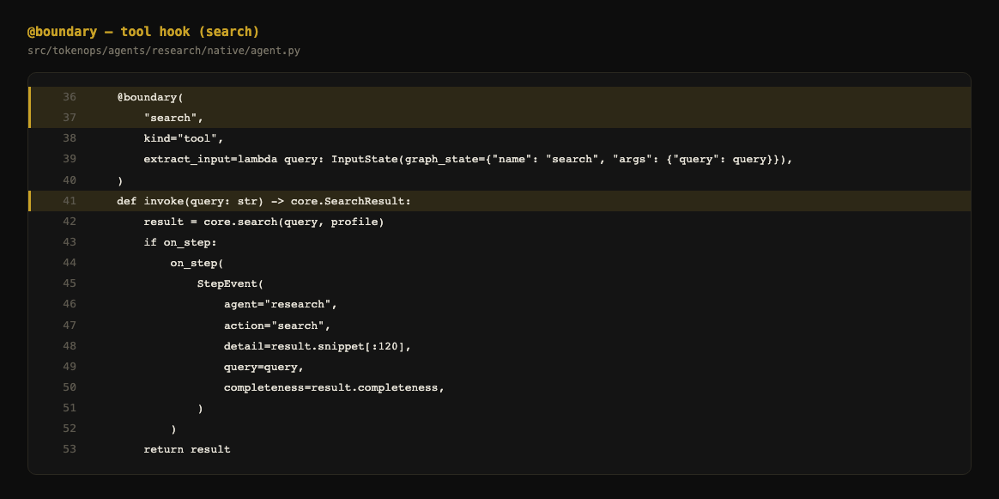 @boundary — tool hook (search)
src/tokenops/agents/research/native/agent.py
36 @boundary(
37 "search",
38 kind="tool",
39 extract_input=lambda query: InputState(graph_state={"name": "search", "args": {"query": query}}),
40 )
41 def invoke(query: str) -> core.SearchResult:
42 result = core.search(query, profile)
43 if on_step:
44 on_step(
45 StepEvent(
46 agent="research",
47 action="search",
48 detail=result.snippet[:120],
49 query=query,
50 completeness=result.completeness,
51 )
52 )
53 return result